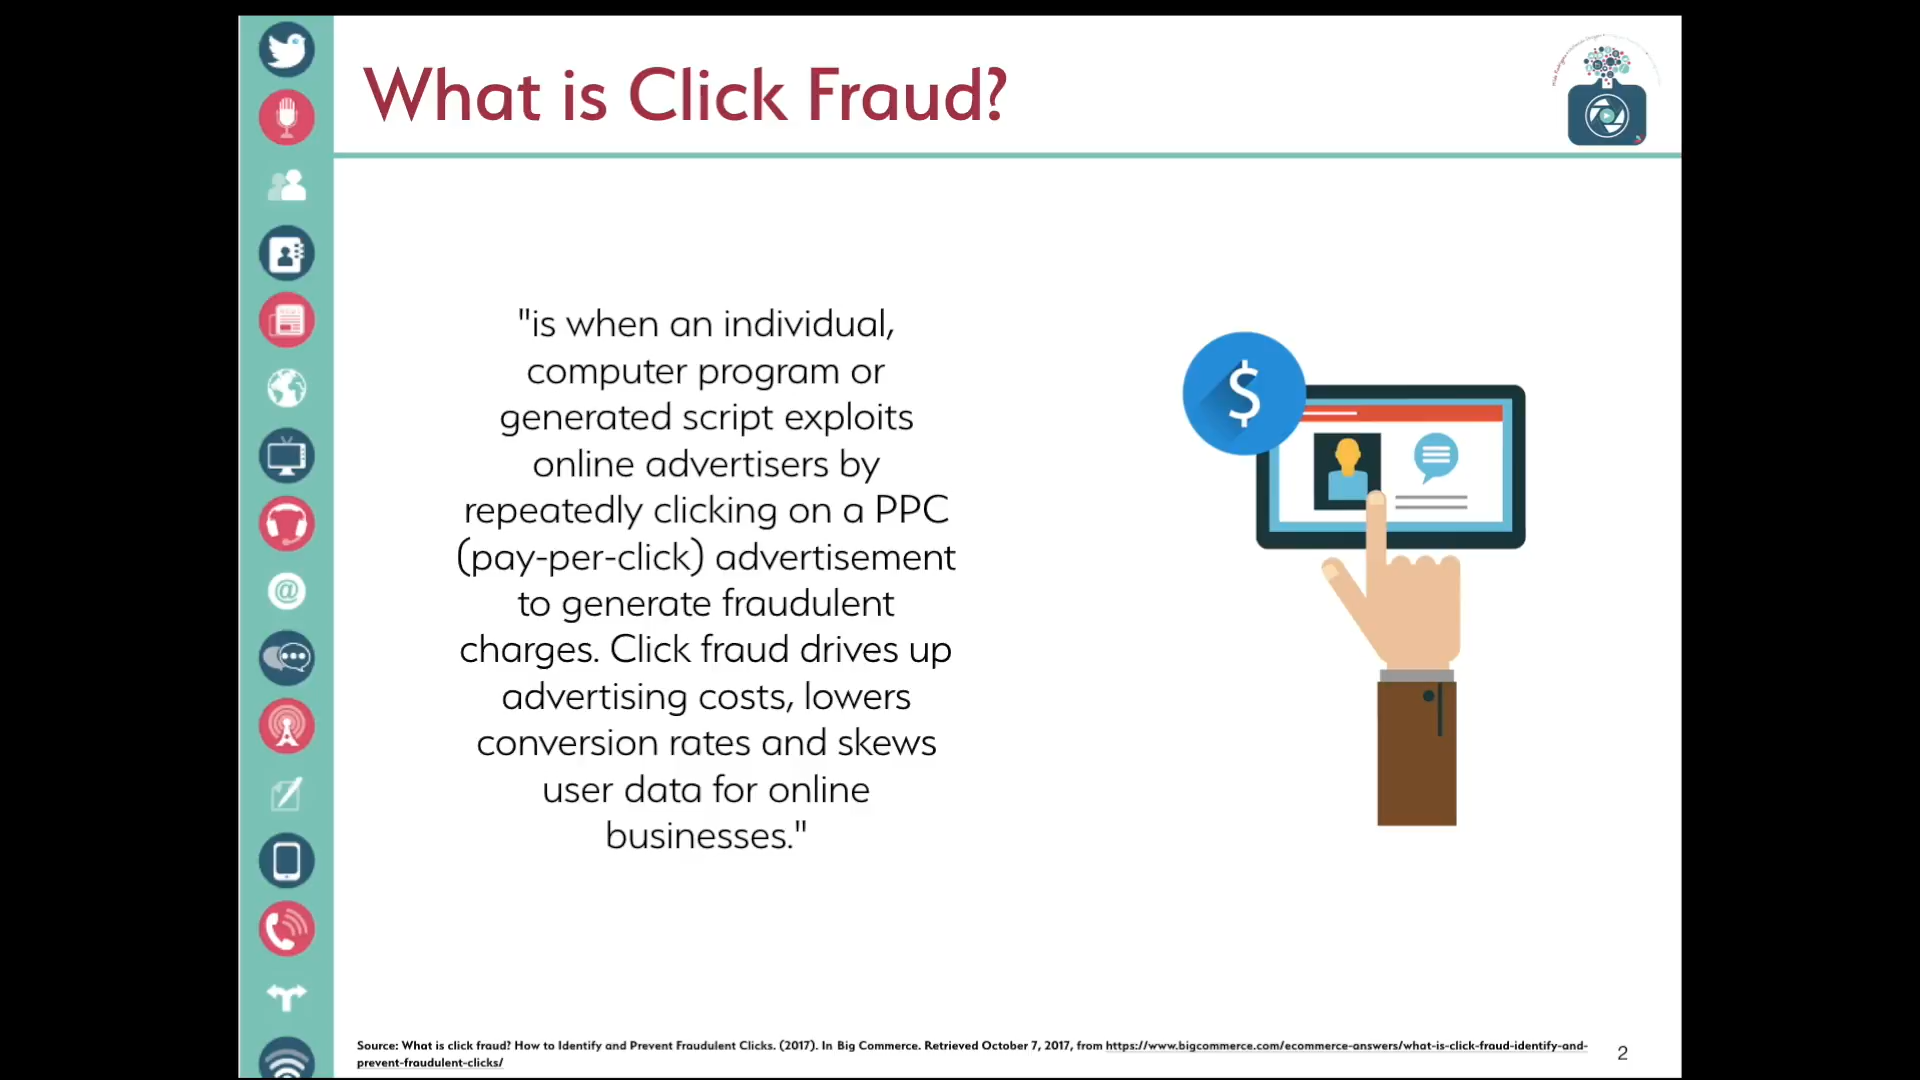 What is Click Fraud?
"is when an individual,
computer program or
generated script exploits
online advertisers by
repeatedly clicking on a PPC
(pay-per-click) advertisement
to generate fraudulent
charges. Click fraud drives up
advertising costs, lowers
conversion rates and skews
user data for online
businesses."
$
@
Source: What is click fraud? How to Identify and Prevent Fraudulent Clicks. (2017). In Big Commerce. Retrieved October 7, 2017, from https://www.bigcommerce.com/ecommerce-answers/what-is-click-fraud-identify-and-
prevent-fraudulent-clicks/
2